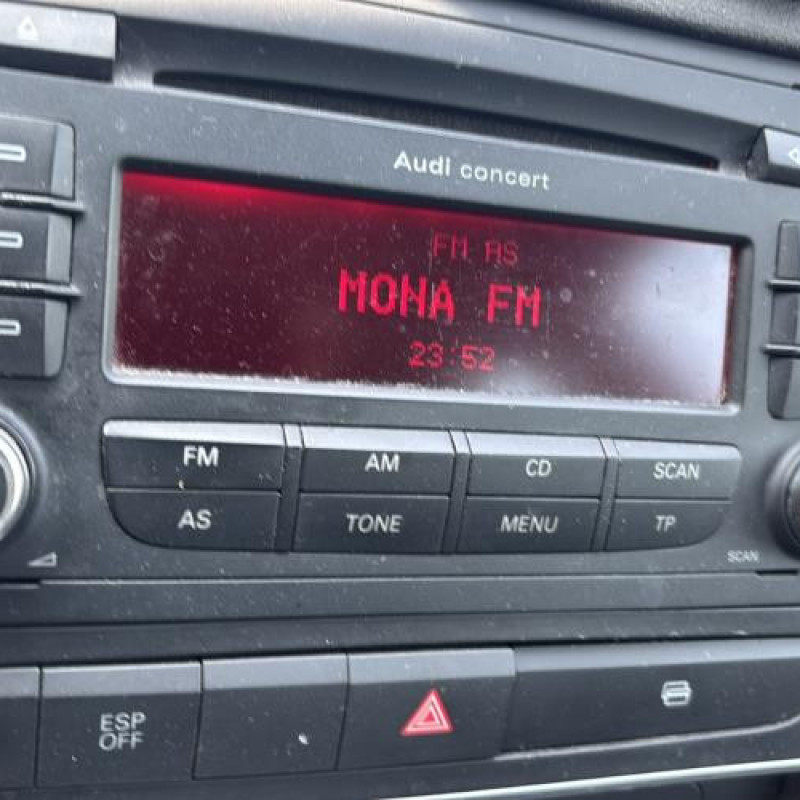 Audi concert
FM AS
MONA FM
23:52
FM AM CD SCAN
AS TONE MENU TP
SCAN
ESP
OFF